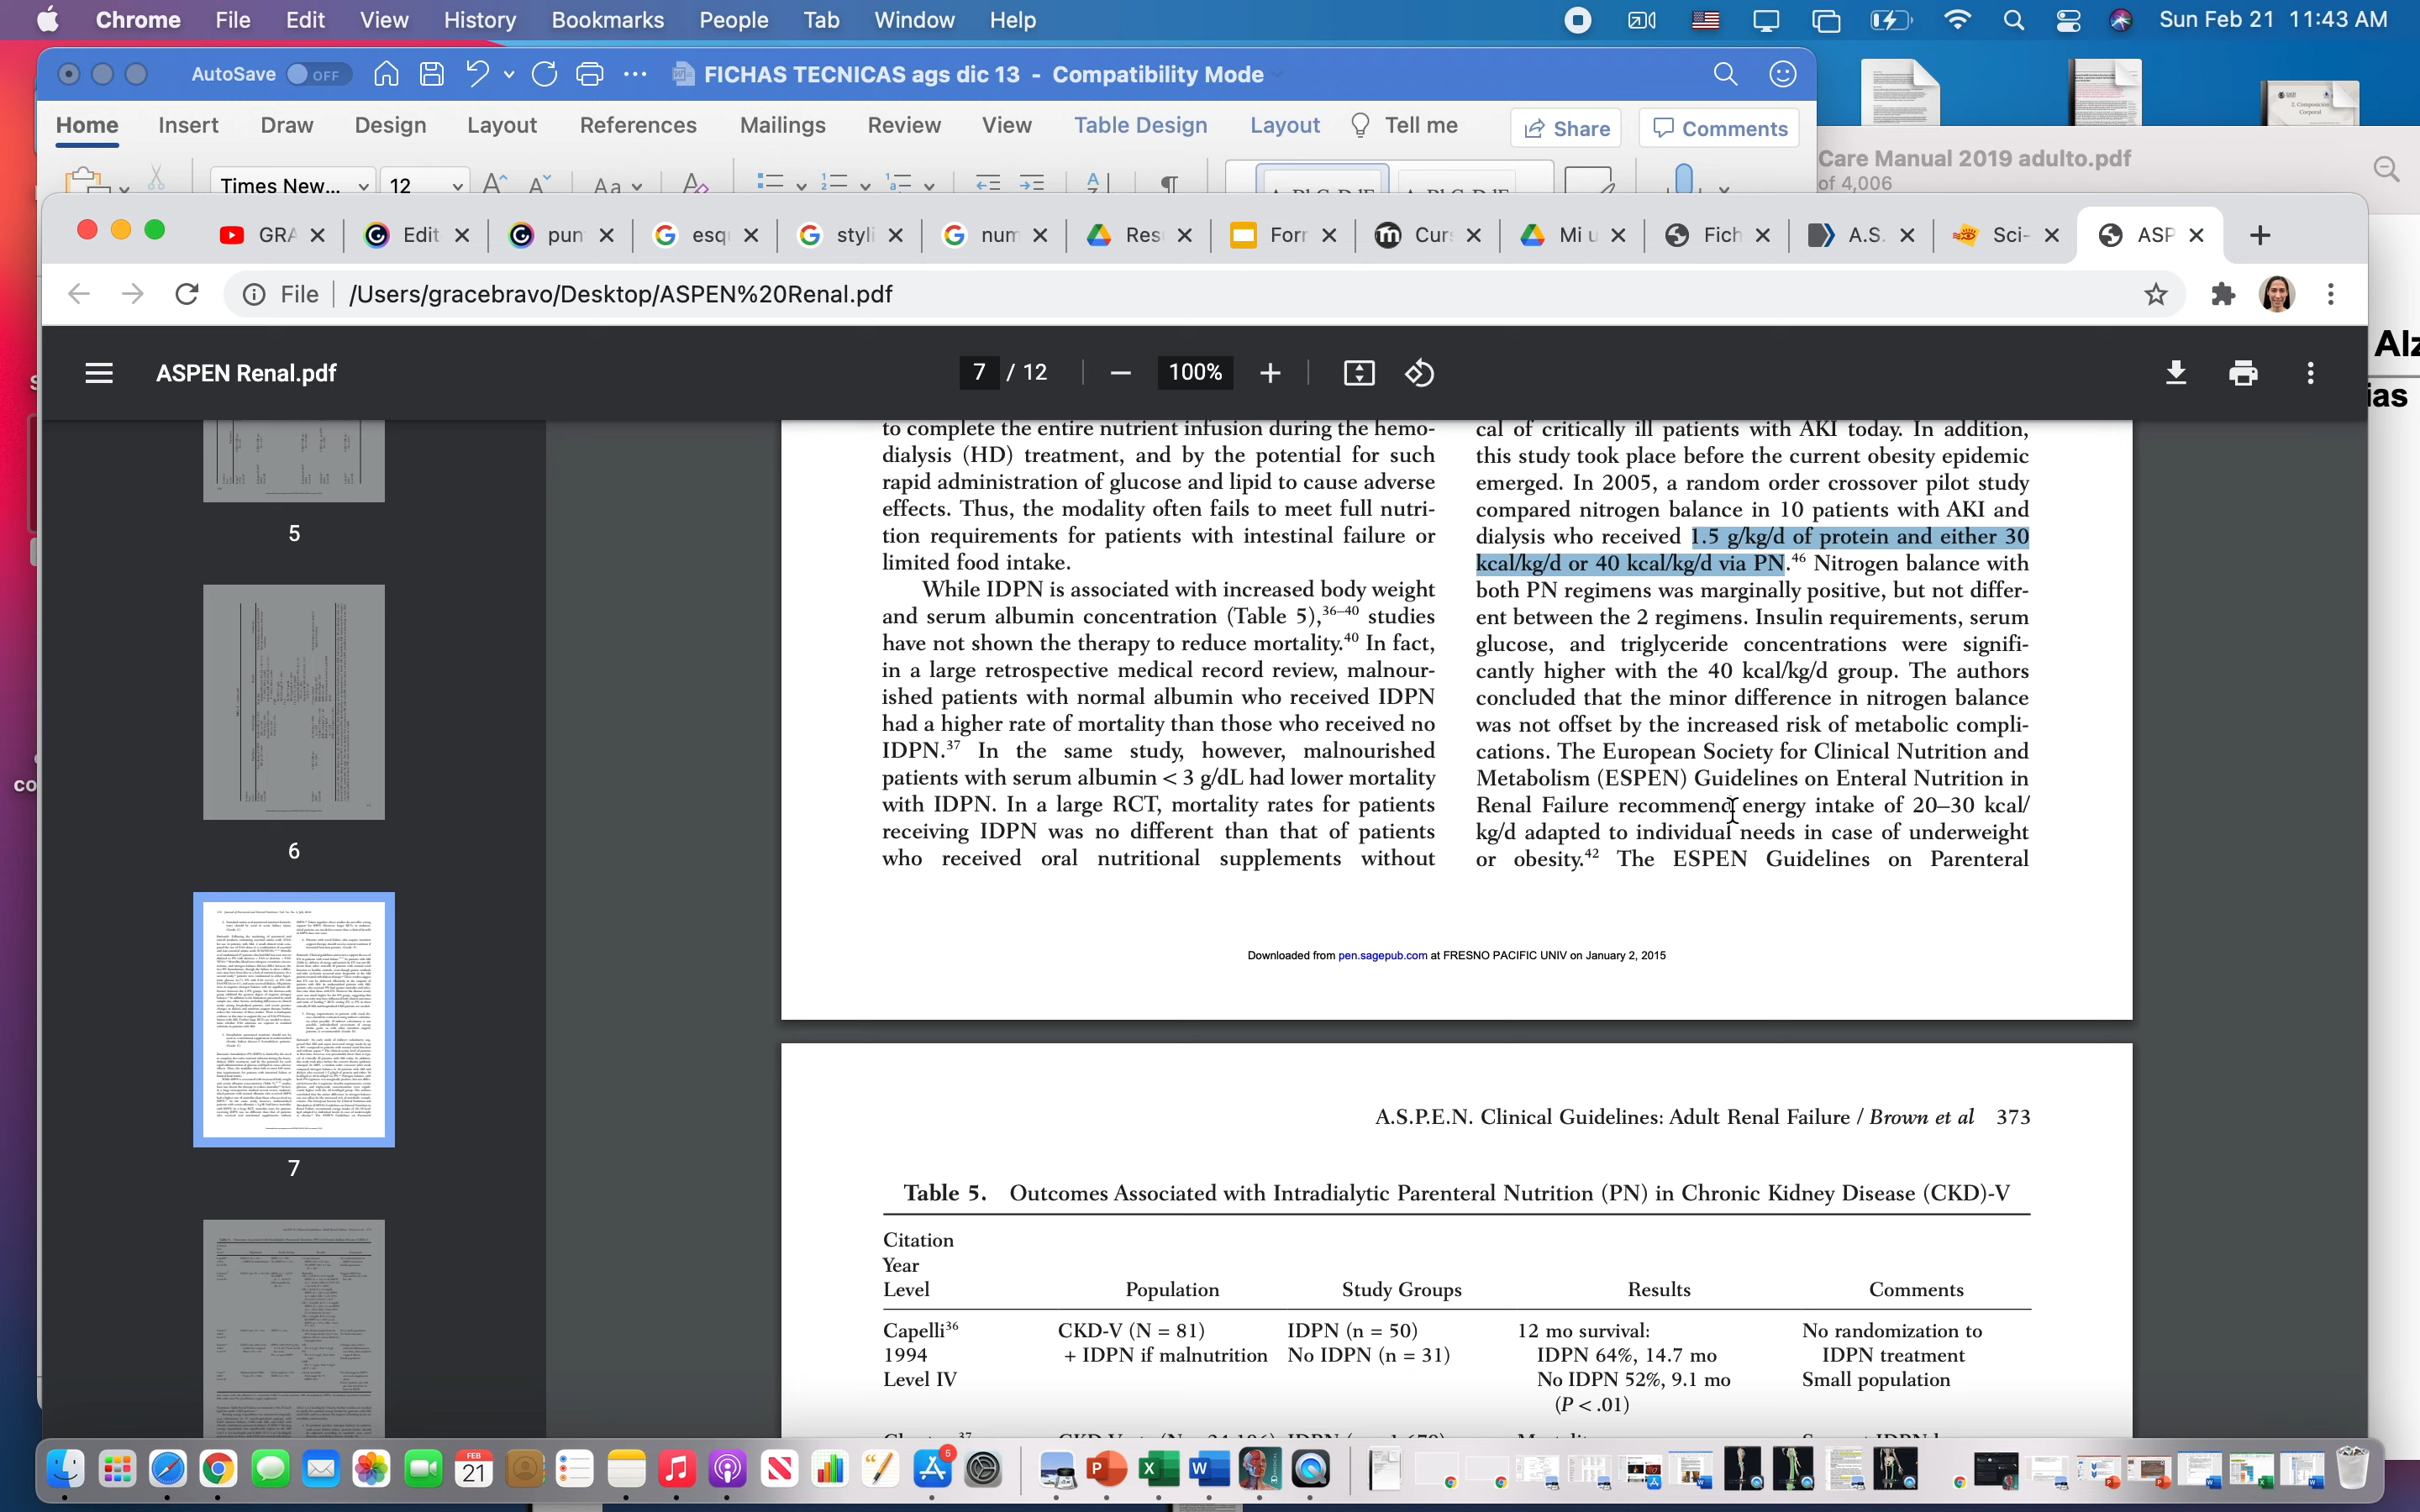 Chrome File Edit View History Bookmarks People Tab Window Help
Sun Feb 21 11:43 AM
AutoSave OFF
FICHAS TECNICAS ags dic 13 - Compatibility Mode
Home Insert Draw Design Layout References Mailings Review View Table Design Layout Tell me
Share Comments
Times New... 12
Care Manual 2019 adulto.pdf
of 4,006
GRA Edit pun esq styli num Res Forr Cur Mi u Fich A.S. Sci- ASP
File /Users/gracebravo/Desktop/ASPEN%20Renal.pdf
ASPEN Renal.pdf
7 / 12
100%
5
6
7
to complete the entire nutrient infusion during the hemo-
dialysis (HD) treatment, and by the potential for such
rapid administration of glucose and lipid to cause adverse
effects. Thus, the modality often fails to meet full nutri-
tion requirements for patients with intestinal failure or
limited food intake.
While IDPN is associated with increased body weight
and serum albumin concentration (Table 5),36–40 studies
have not shown the therapy to reduce mortality.40 In fact,
in a large retrospective medical record review, malnour-
ished patients with normal albumin who received IDPN
had a higher rate of mortality than those who received no
IDPN.37 In the same study, however, malnourished
patients with serum albumin < 3 g/dL had lower mortality
with IDPN. In a large RCT, mortality rates for patients
receiving IDPN was no different than that of patients
who received oral nutritional supplements without
cal of critically ill patients with AKI today. In addition,
this study took place before the current obesity epidemic
emerged. In 2005, a random order crossover pilot study
compared nitrogen balance in 10 patients with AKI and
dialysis who received 1.5 g/kg/d of protein and either 30
kcal/kg/d or 40 kcal/kg/d via PN.46 Nitrogen balance with
both PN regimens was marginally positive, but not differ-
ent between the 2 regimens. Insulin requirements, serum
glucose, and triglyceride concentrations were signifi-
cantly higher with the 40 kcal/kg/d group. The authors
concluded that the minor difference in nitrogen balance
was not offset by the increased risk of metabolic compli-
cations. The European Society for Clinical Nutrition and
Metabolism (ESPEN) Guidelines on Enteral Nutrition in
Renal Failure recommend energy intake of 20–30 kcal/
kg/d adapted to individual needs in case of underweight
or obesity.42 The ESPEN Guidelines on Parenteral
Downloaded from pen.sagepub.com at FRESNO PACIFIC UNIV on January 2, 2015
A.S.P.E.N. Clinical Guidelines: Adult Renal Failure / Brown et al 373
Table 5. Outcomes Associated with Intradialytic Parenteral Nutrition (PN) in Chronic Kidney Disease (CKD)-V
Citation
Year
Level Population Study Groups Results Comments
Capelli36 CKD-V (N = 81) IDPN (n = 50) 12 mo survival: No randomization to
1994 + IDPN if malnutrition No IDPN (n = 31) IDPN 64%, 14.7 mo IDPN treatment
Level IV No IDPN 52%, 9.1 mo Small population
(P < .01)
Alz
ias
co
FEB
21
5